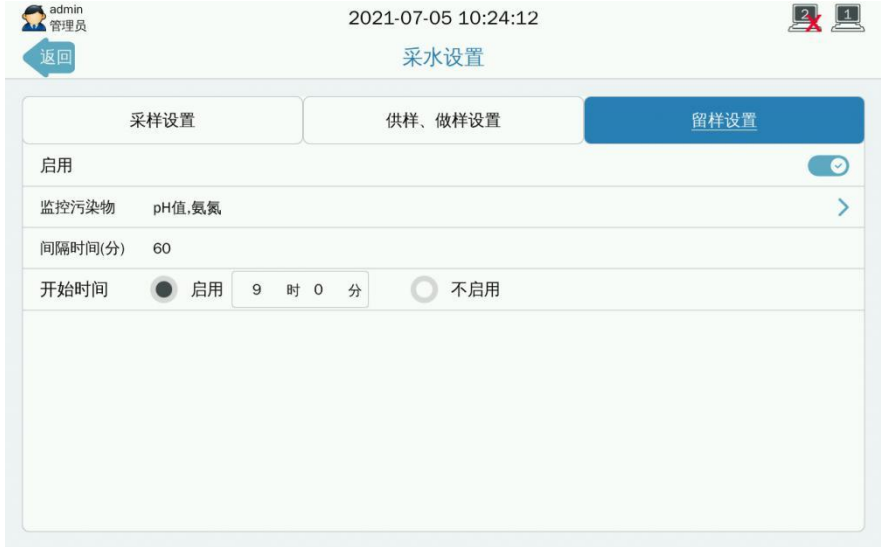 admin
管理员
2021-07-05 10:24:12
2
1
返回
采水设置
采样设置 供样、做样设置 留样设置
启用
监控污染物 pH值,氨氮
间隔时间(分) 60
开始时间 启用 9 时 0 分 不启用